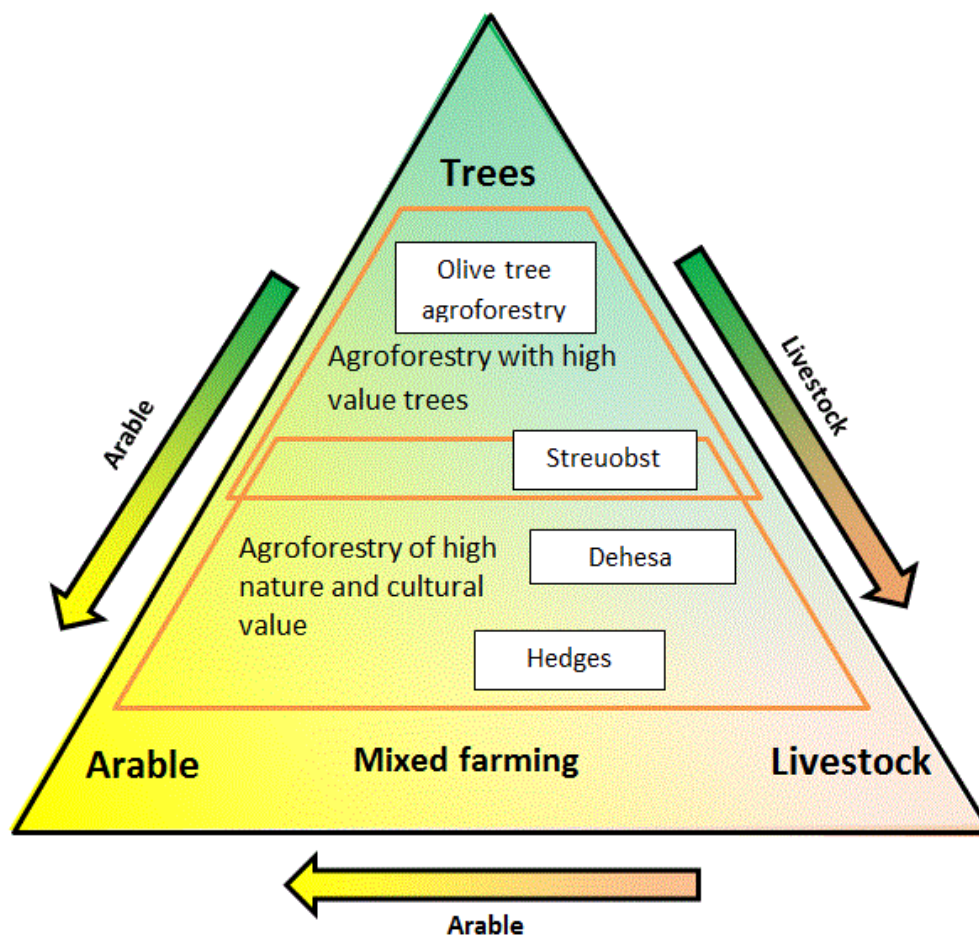 Trees
Olive tree
agroforestry
Agroforestry with high
value trees
Arable
Livestock
Streuobst
Agroforestry of high
nature and cultural
value
Dehesa
Hedges
Arable
Mixed farming
Livestock
Arable